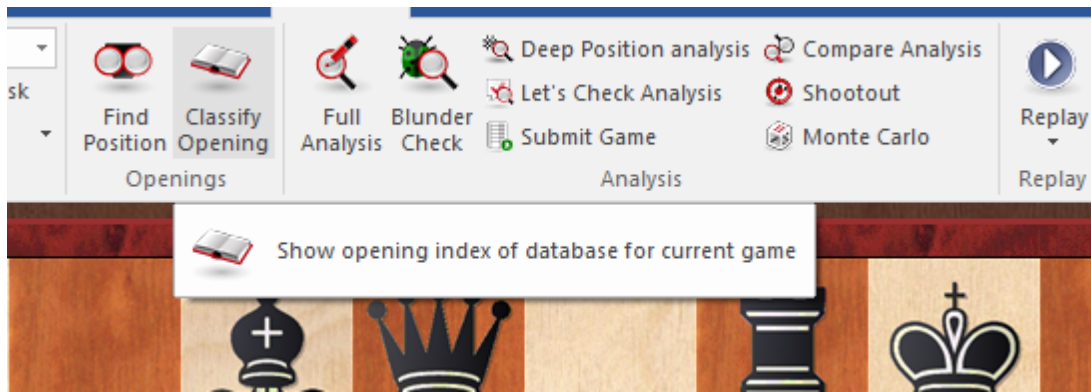 sk
Find
Position
Classify
Opening
Openings
Full
Analysis
Blunder
Check
Deep Position analysis
Let's Check Analysis
Submit Game
Compare Analysis
Shootout
Monte Carlo
Analysis
Replay
Replay
Show opening index of database for current game